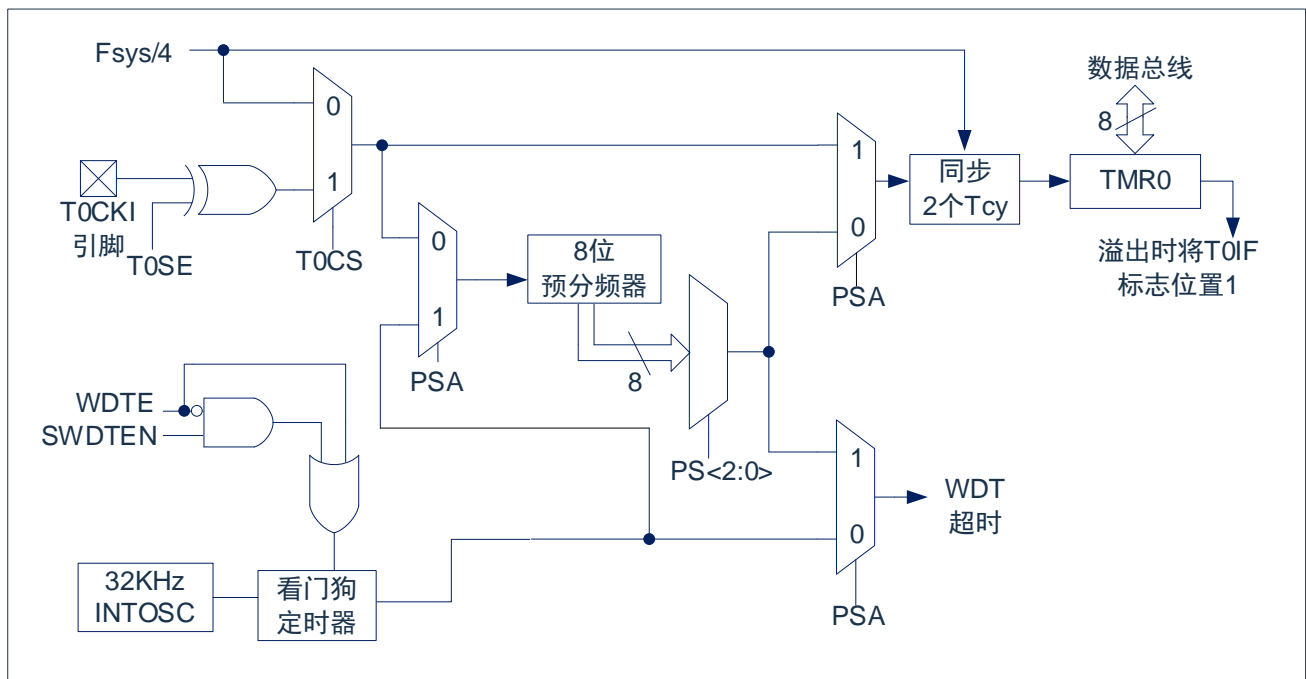 Fsys/4
数据总线
8
0
1
1
0
同步
2个Tcy
TMR0
T0CKI
引脚
T0SE
T0CS
0
1
8位
预分频器
溢出时将T0IF
标志位置1
PSA
PSA
8
WDTE
SWDTEN
PS<2:0>
1
0
WDT
超时
32KHz
INTOSC
看门狗
定时器
PSA